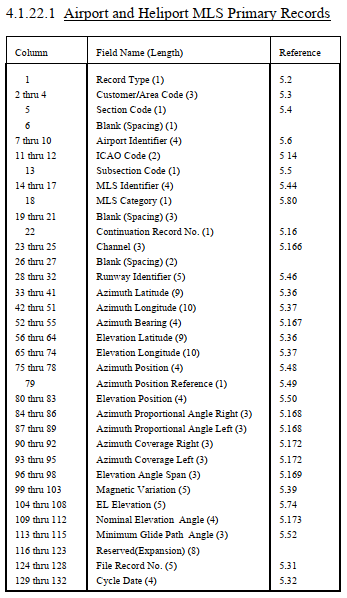 4.1.22.1 Airport and Heliport MLS Primary Records
Column Field Name (Length) Reference
1 Record Type (1) 5.2
2 thru 4 Customer/Area Code (3) 5.3
5 Section Code (1) 5.4
6 Blank (Spacing) (1)
7 thru 10 Airport Identifier (4) 5.6
11 thru 12 ICAO Code (2) 5 14
13 Subsection Code (1) 5.5
14 thru 17 MLS Identifier (4) 5.44
18 MLS Category (1) 5.80
19 thru 21 Blank (Spacing) (3)
22 Continuation Record No. (1) 5.16
23 thru 25 Channel (3) 5.166
26 thru 27 Blank (Spacing) (2)
28 thru 32 Runway Identifier (5) 5.46
33 thru 41 Azimuth Latitude (9) 5.36
42 thru 51 Azimuth Longitude (10) 5.37
52 thru 55 Azimuth Bearing (4) 5.167
56 thru 64 Elevation Latitude (9) 5.36
65 thru 74 Elevation Longitude (10) 5.37
75 thru 78 Azimuth Position (4) 5.48
79 Azimuth Position Reference (1) 5.49
80 thru 83 Elevation Position (4) 5.50
84 thru 86 Azimuth Proportional Angle Right (3) 5.168
87 thru 89 Azimuth Proportional Angle Left (3) 5.168
90 thru 92 Azimuth Coverage Right (3) 5.172
93 thru 95 Azimuth Coverage Left (3) 5.172
96 thru 98 Elevation Angle Span (3) 5.169
99 thru 103 Magnetic Variation (5) 5.39
104 thru 108 EL Elevation (5) 5.74
109 thru 112 Nominal Elevation Angle (4) 5.173
113 thru 115 Minimum Glide Path Angle (3) 5.52
116 thru 123 Reserved(Expansion) (8)
124 thru 128 File Record No. (5) 5.31
129 thru 132 Cycle Date (4) 5.32